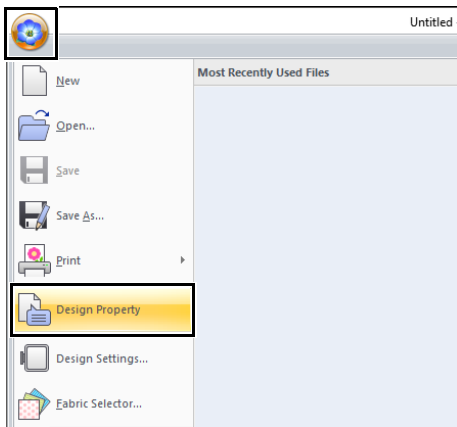 Untitled
Most Recently Used Files
New
Open...
Save
Save As...
Print
Design Property
Design Settings...
Fabric Selector...